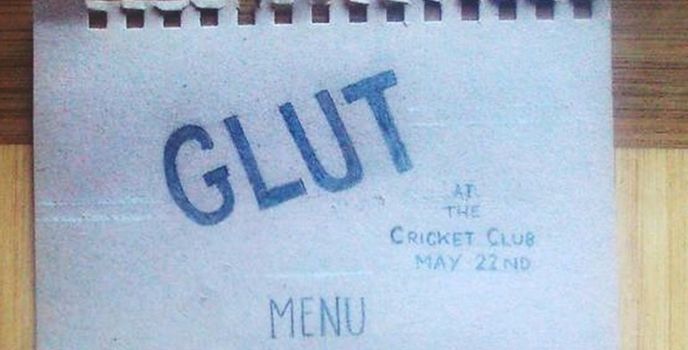 GLUT
AT
THE
CRICKET CLUB
MAY 22ND
MENU